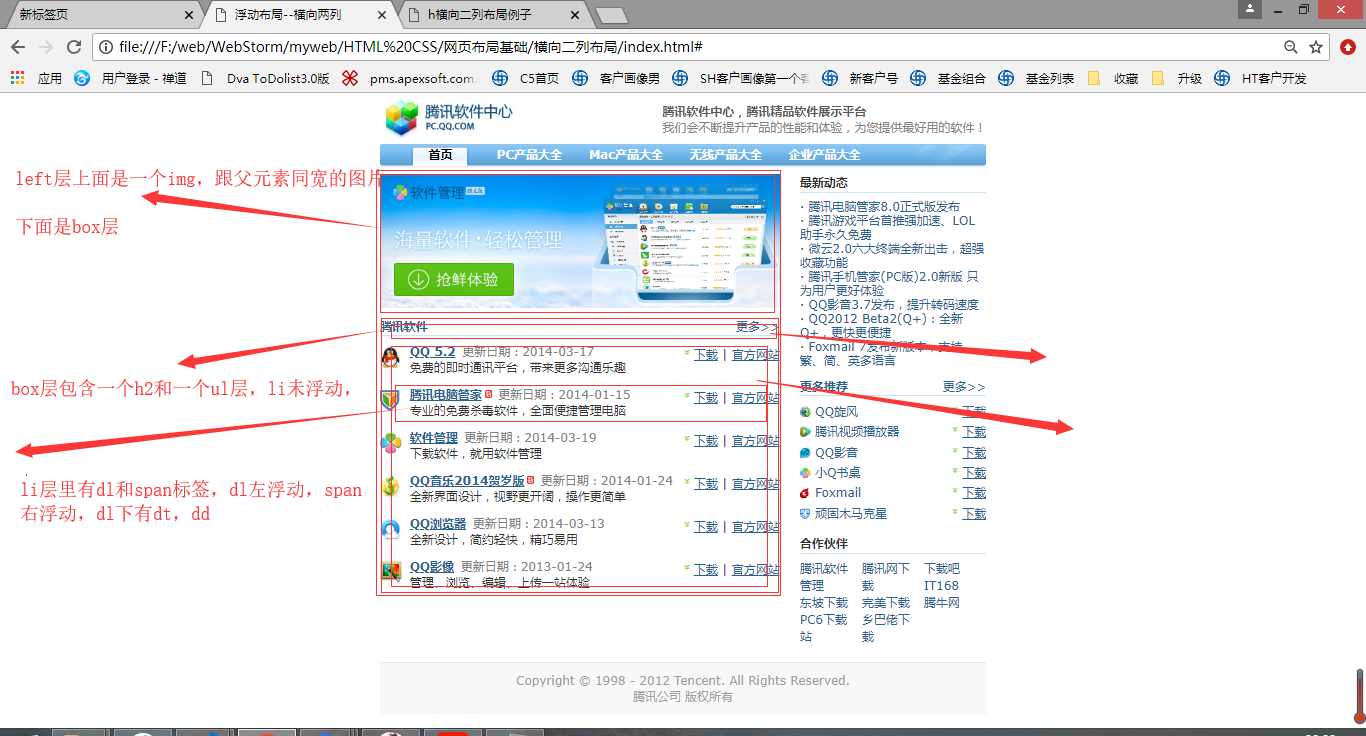 新标签页
浮动布局--横向两列
h横向二列布局例子
file:///F:/web/WebStorm/myweb/HTML%20CSS/网页布局基础/横向二列布局/index.html#
应用
用户登录 - 禅道
Dva ToDolist3.0版
pms.apexsoft.com
C5首页
客户画像男
SH客户画像第一个
新客户号
基金组合
基金列表
收藏
升级
HT客户开发
腾讯软件中心
PC.QQ.COM
腾讯软件中心，腾讯精品软件展示平台
我们会不断提升产品的性能和体验，为您提供最好用的软件！
首页
PC产品大全
Mac产品大全
无线产品大全
企业产品大全
left层上面是一个img，跟父元素同宽的图片
下面是box层
box层包含一个h2和一个ul层，li未浮动，
li层里有dl和span标签，dl左浮动，span
右浮动，dl下有dt，dd
软件管理
海量软件·轻松管理
抢鲜体验
腾讯软件
更多>>
QQ 5.2 更新日期：2014-03-17
下载 | 官方网站
免费的即时通讯平台，带来更多沟通乐趣
腾讯电脑管家 更新日期：2014-01-15
下载 | 官方网站
专业的免费杀毒软件，全面便捷管理电脑
软件管理 更新日期：2014-03-19
下载 | 官方网站
下载软件，就用软件管理
QQ音乐2014贺岁版 更新日期：2014-01-24
下载 | 官方网站
全新界面设计，视野更开阔，操作更简单
QQ浏览器 更新日期：2014-03-13
下载 | 官方网站
全新设计，简约轻快，精巧易用
QQ影像 更新日期：2013-01-24
下载 | 官方网站
管理、浏览、编辑、上传一站体验
最新动态
· 腾讯电脑管家8.0正式版发布
· 腾讯游戏平台首推强加速、LOL
助手永久免费
· 微云2.0六大终端全新出击，超强
收藏功能
· 腾讯手机管家(PC版)2.0新版 只
为用户更好体验
· QQ影音3.7发布，提升转码速度
· QQ2012 Beta2(Q+)：全新
Q+，更快更便捷
· Foxmail 7发布新版本，支持
繁、简、英多语言
更多推荐
更多>>
QQ旋风
下载
腾讯视频播放器
下载
QQ影音
下载
小Q书桌
下载
Foxmail
下载
顽固木马克星
下载
合作伙伴
腾讯软件
管理
腾讯网下
载
下载吧
IT168
东坡下载
完美下载
腾牛网
PC6下载
站
乡巴佬下
载
Copyright © 1998 - 2012 Tencent. All Rights Reserved.
腾讯公司 版权所有